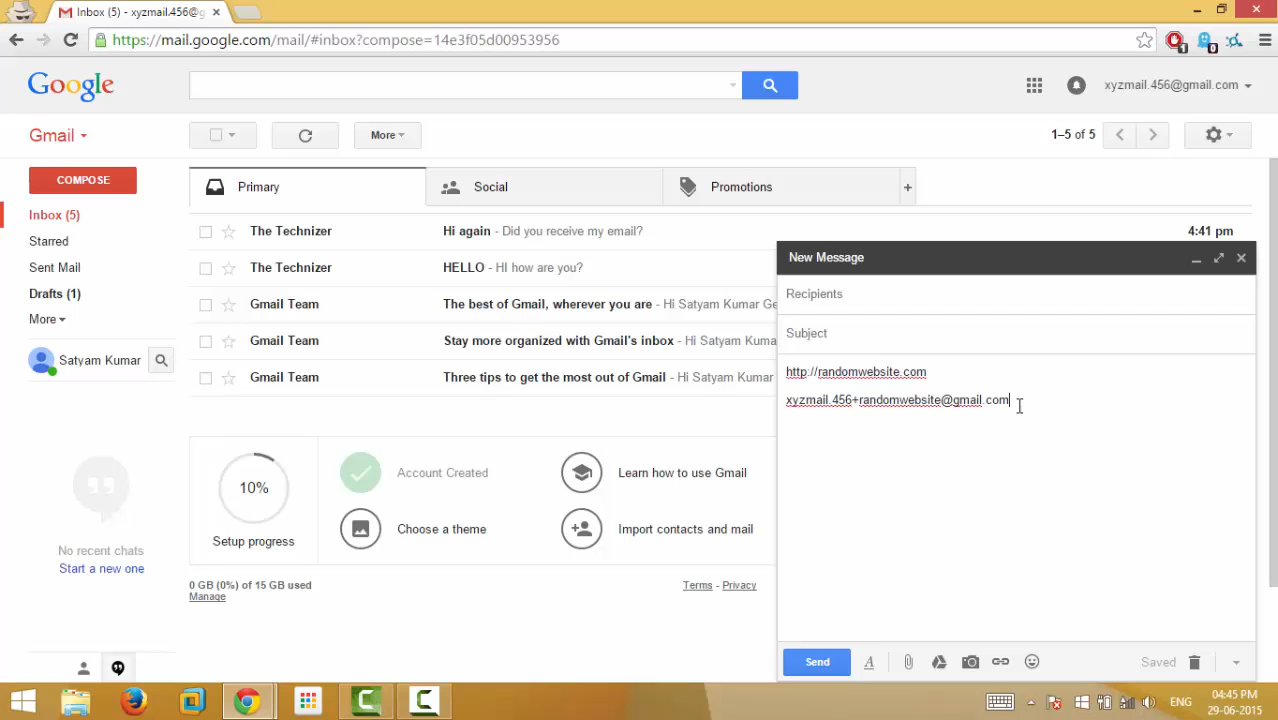 Inbox (5) - xyzmail.456@g
https://mail.google.com/mail/#inbox?compose=14e3f05d00953956
1
0
Google
xyzmail.456@gmail.com
Gmail
More
1–5 of 5
COMPOSE
Primary
Social
Promotions
+
Inbox (5)
Starred
Sent Mail
Drafts (1)
More
Satyam Kumar
The Technizer Hi again - Did you receive my email? 4:41 pm
The Technizer HELLO - HI how are you?
Gmail Team The best of Gmail, wherever you are - Hi Satyam Kumar Ge
Gmail Team Stay more organized with Gmail's inbox - Hi Satyam Kuma
Gmail Team Three tips to get the most out of Gmail - Hi Satyam Kuma
New Message
Recipients
Subject
http://randomwebsite.com
xyzmail.456+randomwebsite@gmail.com
10%
Setup progress
Account Created
Learn how to use Gmail
Choose a theme
Import contacts and mail
No recent chats
Start a new one
0 GB (0%) of 15 GB used
Manage
Terms - Privacy
Send
Saved
ENG
04:45 PM
29-06-2015